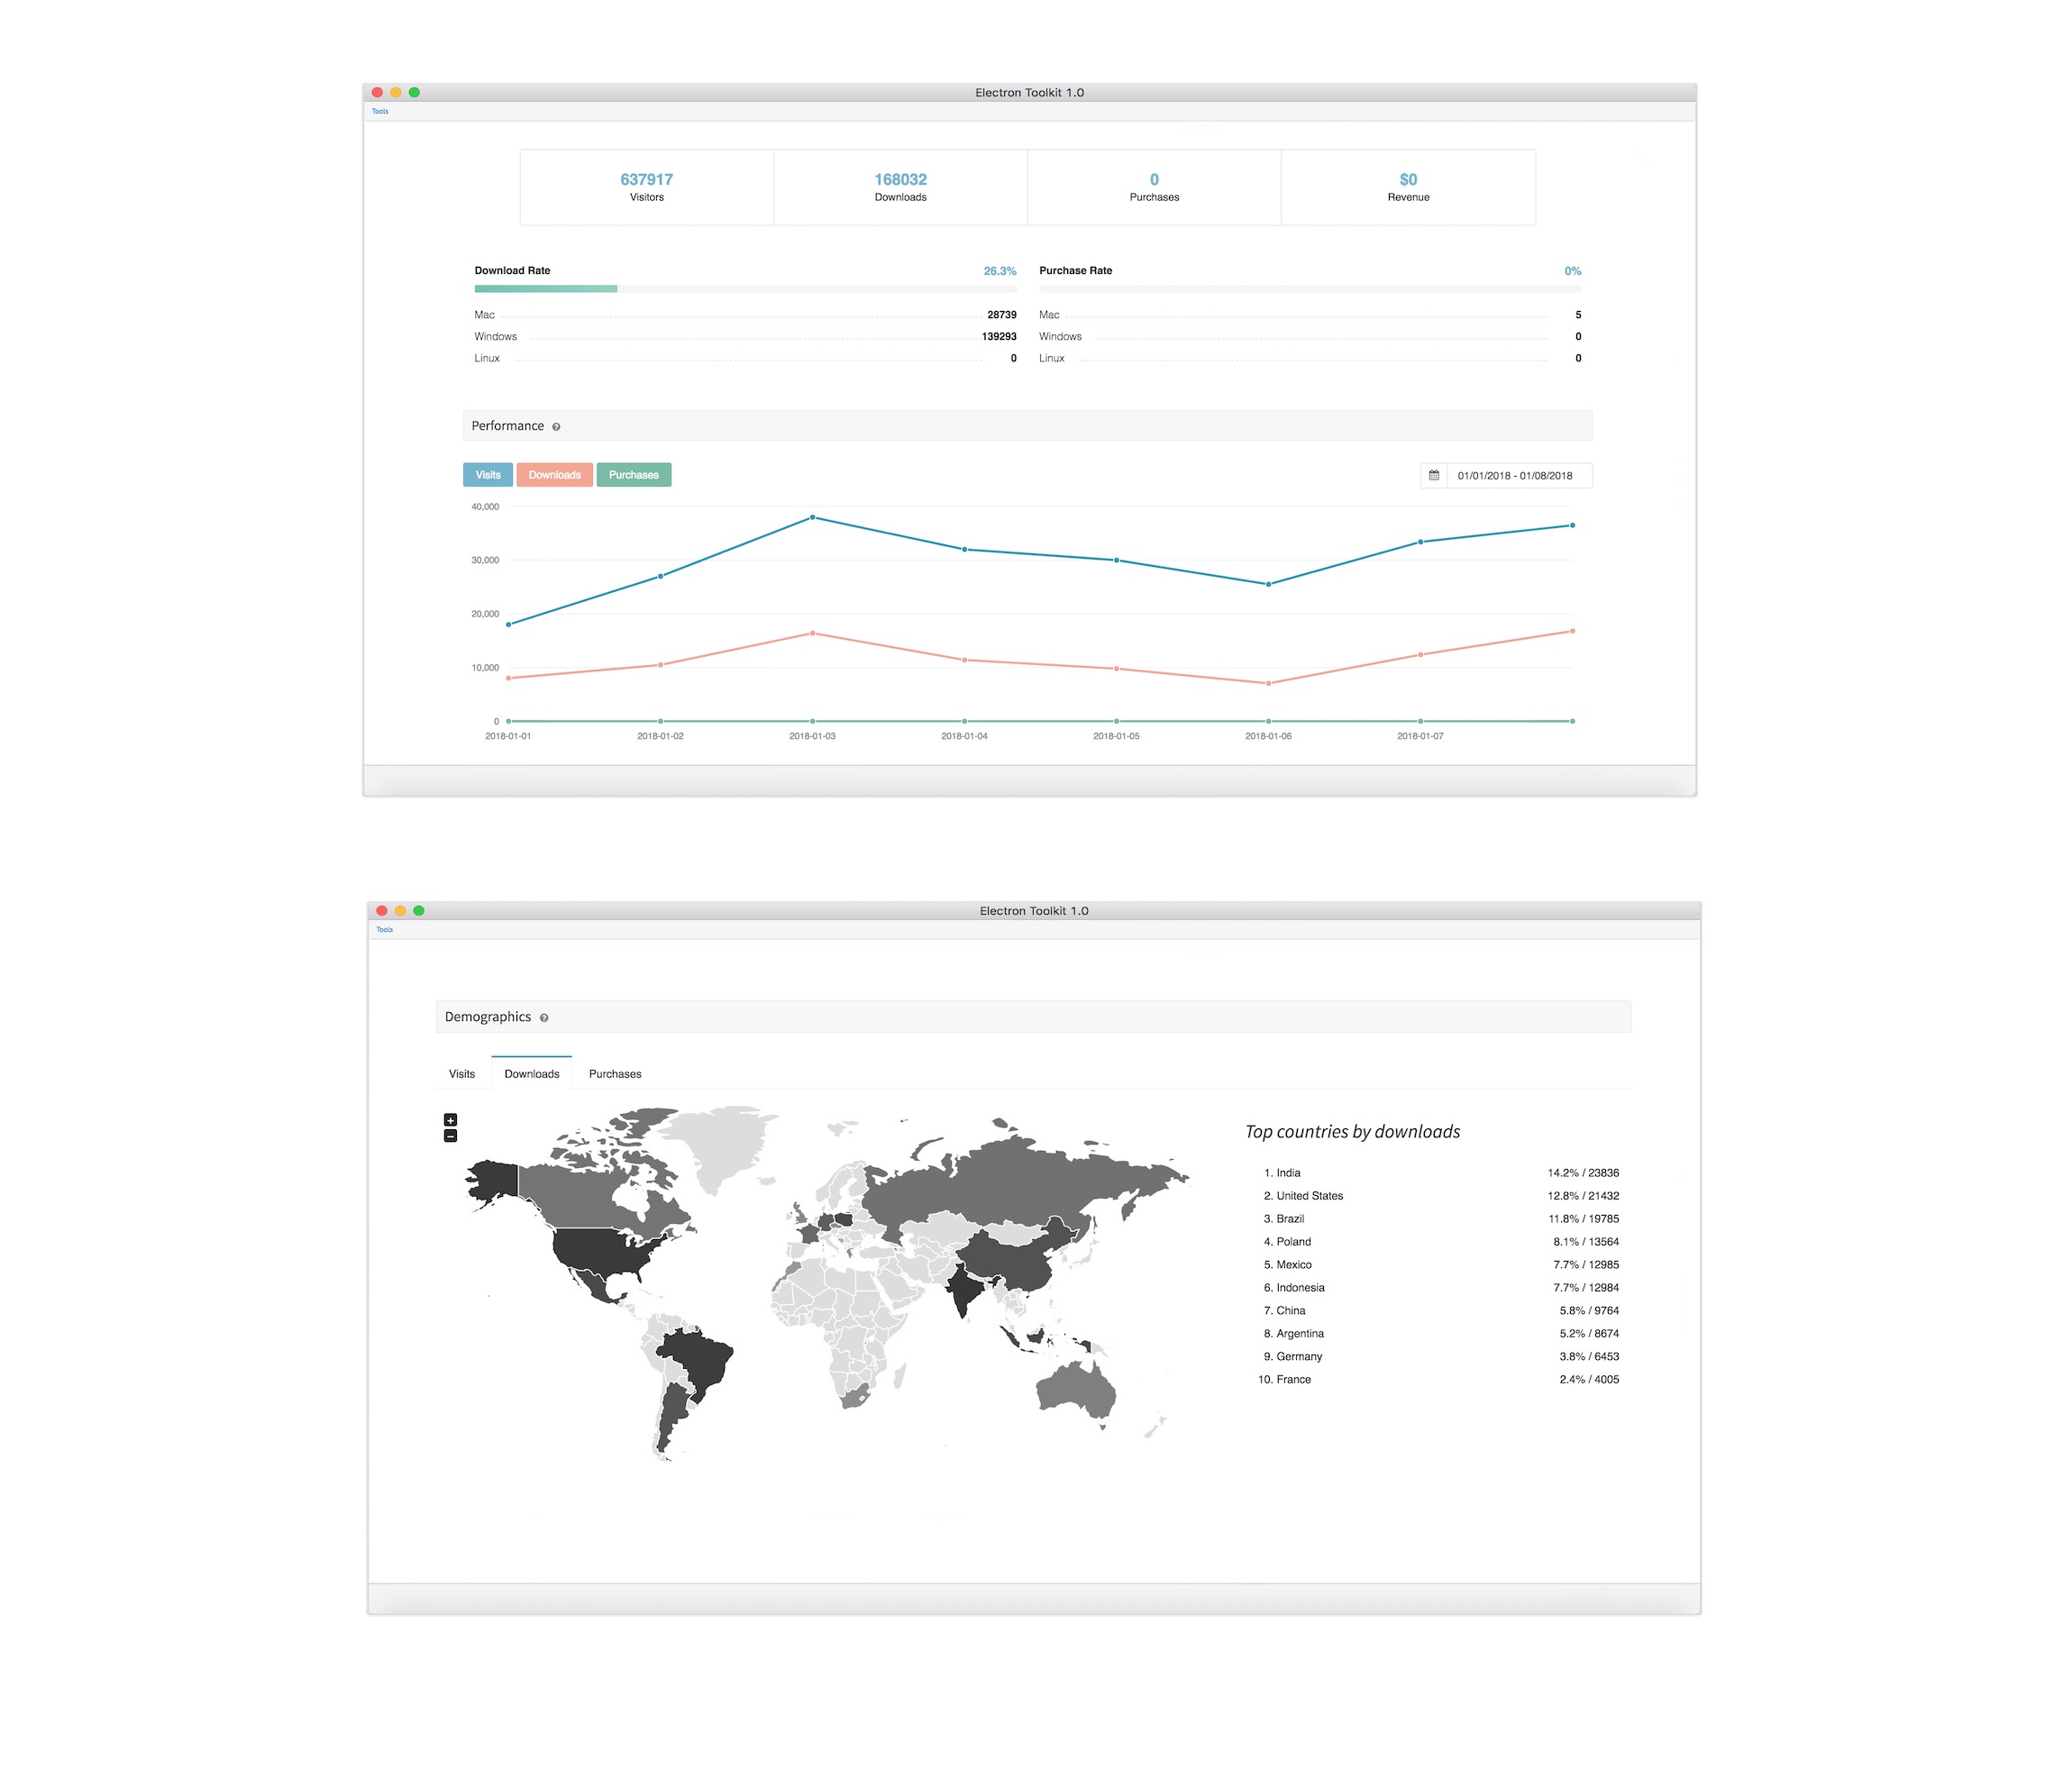 Electron Toolkit 1.0
Tools
637917 168032 0 $0
Visitors Downloads Purchases Revenue
Download Rate 26.3% Purchase Rate 0%
Mac 28739 Mac 5
Windows 139293 Windows 0
Linux 0 Linux 0
Performance ?
Visits Downloads Purchases 01/01/2018 - 01/08/2018
40,000
30,000
20,000
10,000
0
2018-01-01 2018-01-02 2018-01-03 2018-01-04 2018-01-05 2018-01-06 2018-01-07
Electron Toolkit 1.0
Tools
Demographics ?
Visits Downloads Purchases
+
−
Top countries by downloads
1. India 14.2% / 23836
2. United States 12.8% / 21432
3. Brazil 11.8% / 19785
4. Poland 8.1% / 13564
5. Mexico 7.7% / 12985
6. Indonesia 7.7% / 12984
7. China 5.8% / 9764
8. Argentina 5.2% / 8674
9. Germany 3.8% / 6453
10. France 2.4% / 4005